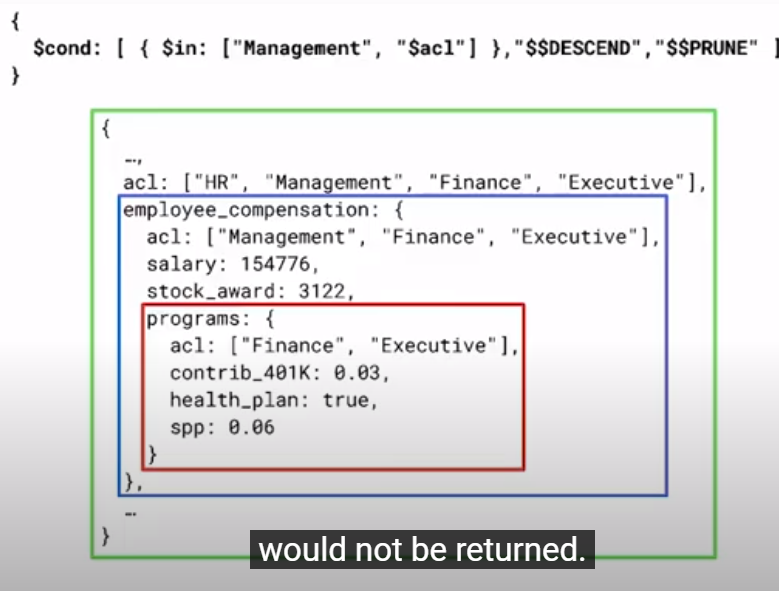 {
$cond: [ { $in: ["Management", "$acl"] },"$$DESCEND","$$PRUNE" ]
}
{
…,
acl: ["HR", "Management", "Finance", "Executive"],
employee_compensation: {
acl: ["Management", "Finance", "Executive"],
salary: 154776,
stock_award: 3122,
programs: {
acl: ["Finance", "Executive"],
contrib_401K: 0.03,
health_plan: true,
spp: 0.06
}
},
…
}
would not be returned.